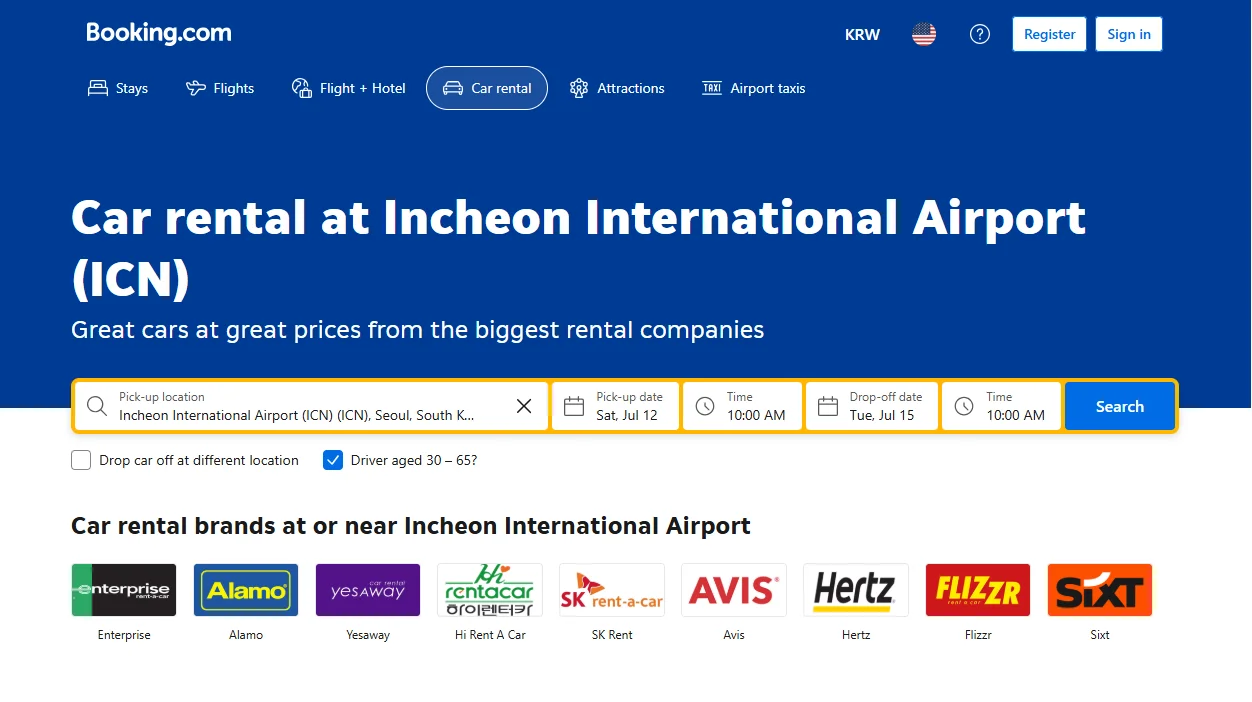 Booking.com
KRW
Register
Sign in
Stays
Flights
Flight + Hotel
Car rental
TAXI
Airport taxis
Attractions
Car rental at Incheon International Airport
(ICN)
Great cars at great prices from the biggest rental companies
Pick-up location
Incheon International Airport (ICN) (ICN), Seoul, South K...
Pick-up date
Sat, Jul 12
Time
10:00 AM
Drop-off date
Tue, Jul 15
Time
10:00 AM
Search
Drop car off at different location
Driver aged 30 – 65?
Car rental brands at or near Incheon International Airport
enterprise
rent-a-car
Alamo
car rental
yesaway
Hi
rentacar
하이렌터카
SK rent-a-car
AVIS
Hertz
FLIZZR
rent a car
SIXT
Enterprise
Alamo
Yesaway
Hi Rent A Car
SK Rent
Avis
Hertz
Flizzr
Sixt